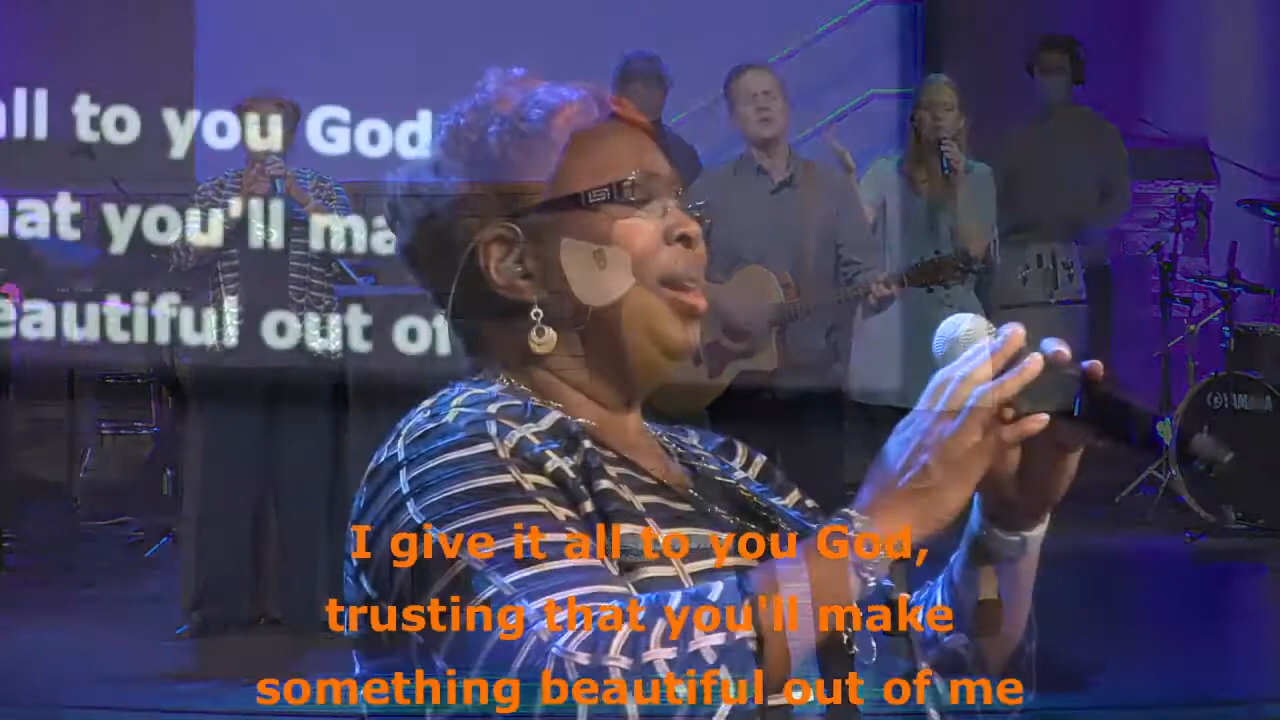 all to you God
hat you'll ma
eautiful out of
YAMAHA
I give it all to you God,
trusting that you'll make
something beautiful out of me